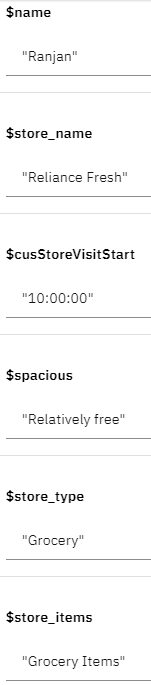 $name
"Ranjan"
$store_name
"Reliance Fresh"
$cusStoreVisitStart
"10:00:00"
$spacious
"Relatively free"
$store_type
"Grocery"
$store_items
"Grocery Items"